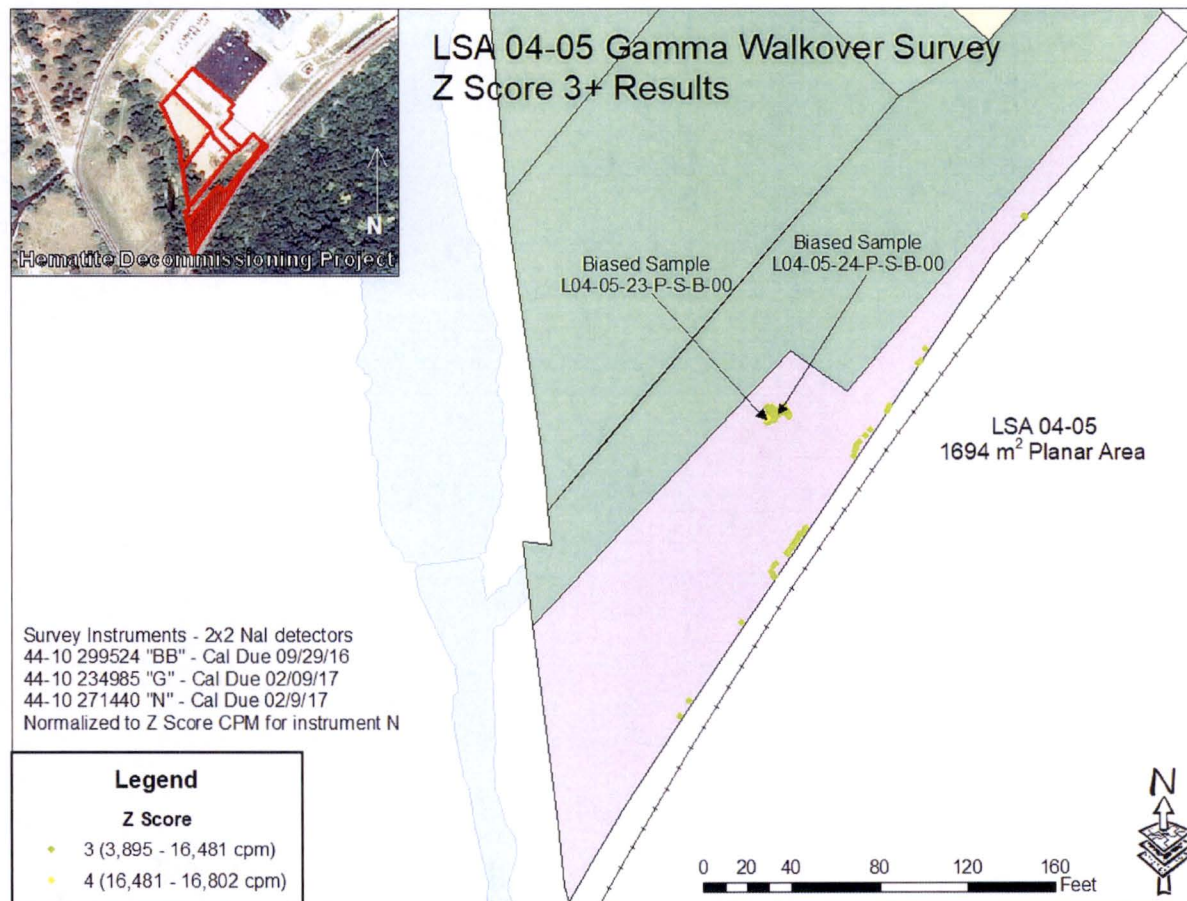 LSA 04-05 Gamma Walkover Survey
Z Score 3+ Results
N
Hematite Decommissioning Project
Biased Sample
L04-05-23-P-S-B-00
Biased Sample
L04-05-24-P-S-B-00
LSA 04-05
1694 m² Planar Area
Survey Instruments - 2x2 NaI detectors
44-10 299524 "BB" - Cal Due 09/29/16
44-10 234985 "G" - Cal Due 02/09/17
44-10 271440 "N" - Cal Due 02/9/17
Normalized to Z Score CPM for instrument N
Legend
Z Score
3 (3,895 - 16,481 cpm)
4 (16,481 - 16,802 cpm)
N
0 20 40 80 120 160
Feet